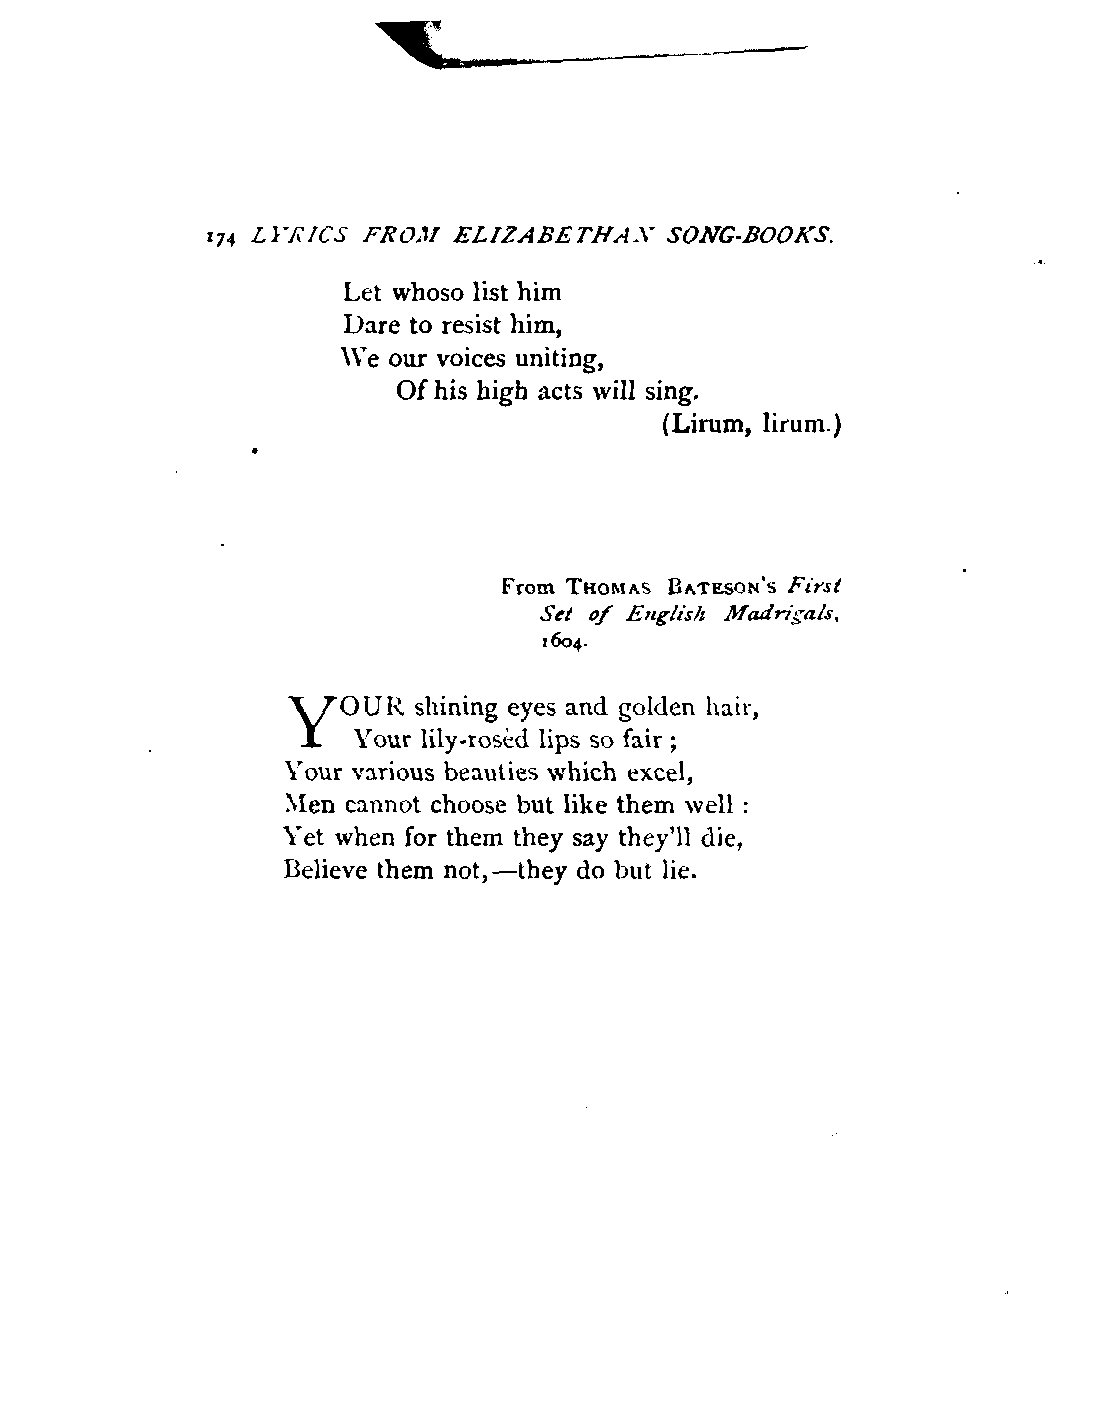 174 LYRICS FROM ELIZABETHAN SONG-BOOKS.
Let whoso list him
Dare to resist him,
We our voices uniting,
Of his high acts will sing.
(Lirum, lirum.)
From THOMAS BATESON'S First
Set of English Madrigals,
1604.
YOUR shining eyes and golden hair,
Your lily-rosèd lips so fair ;
Your various beauties which excel,
Men cannot choose but like them well :
Yet when for them they say they'll die,
Believe them not,—they do but lie.